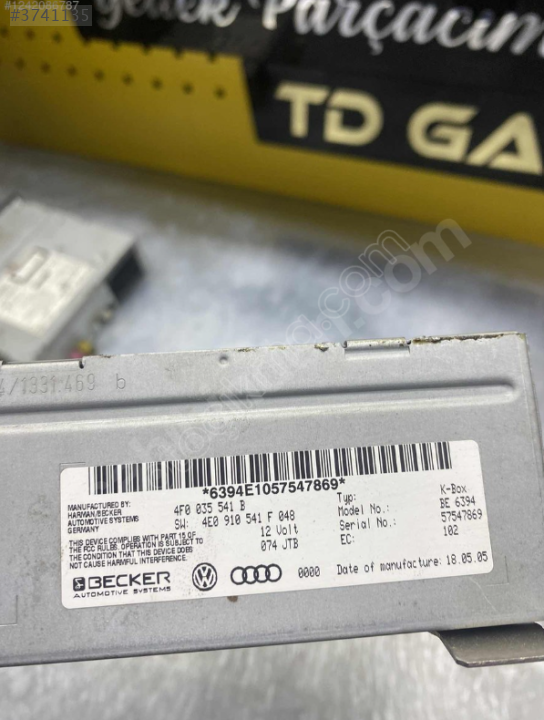 1242096787
#3741135
Yedek Parçacım
TD GA
1331.469 b
*6394E1057547869*
MANUFACTURED BY:
HARMAN/BECKER
AUTOMOTIVE SYSTEMS
GERMANY
THIS DEVICE COMPLIES WITH PART 15 OF
THE FCC RULES. OPERATION IS SUBJECT TO
THE CONDITION THAT THIS DEVICE DOES
NOT CAUSE HARMFUL INTERFERENCE.
4F0 035 541 B
SW: 4E0 910 541 F 048
12 Volt
074 JTB
Typ: K-Box
Model No.: BE 6394
Serial No.: 57547869
EC: 102
BECKER
AUTOMOTIVE SYSTEMS
0000
Date of manufacture: 18.05.05